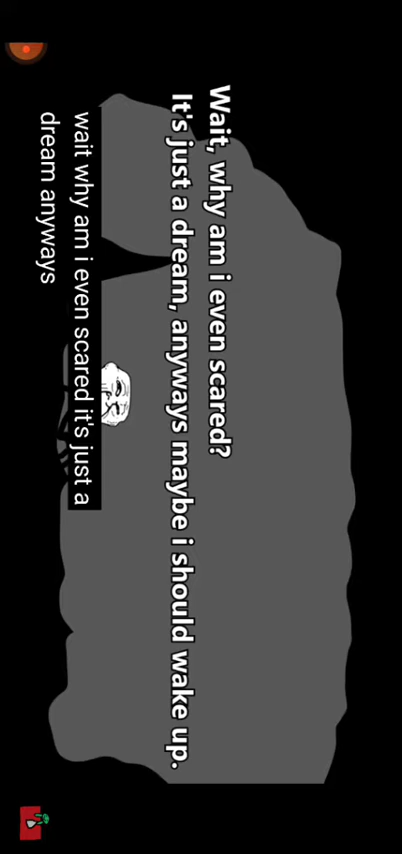 Wait, why am i even scared?
It's just a dream, anyways maybe i should wake up.
wait why am i even scared it's just a
dream anyways